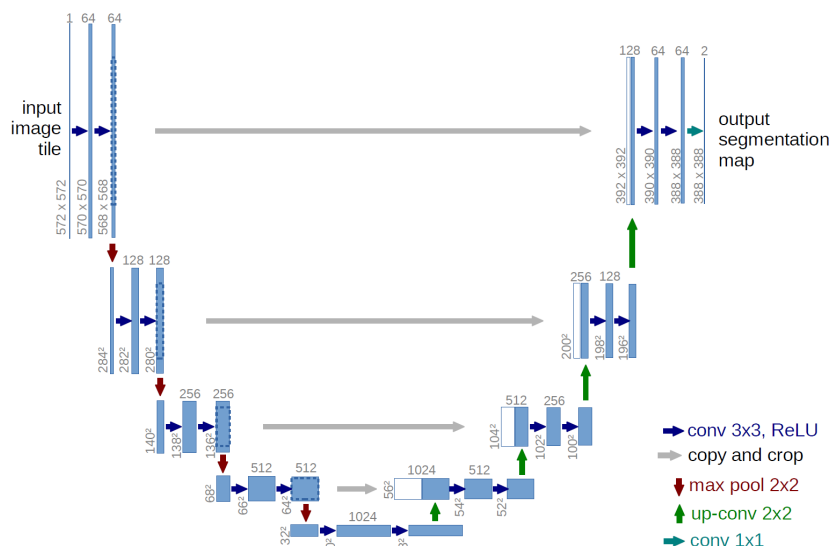 1
64
64
128
64
64
2
input
image
tile
output
segmentation
map
572 x 572
570 x 570
568 x 568
392 x 392
390 x 390
388 x 388
388 x 388
128
128
256
128
284²
282²
280²
200²
198²
196²
256
256
512
256
140²
138²
136²
104²
102²
100²
conv 3x3, ReLU
copy and crop
max pool 2x2
up-conv 2x2
conv 1x1
512
512
1024
512
68²
66²
64²
56²
54²
52²
1024
32²